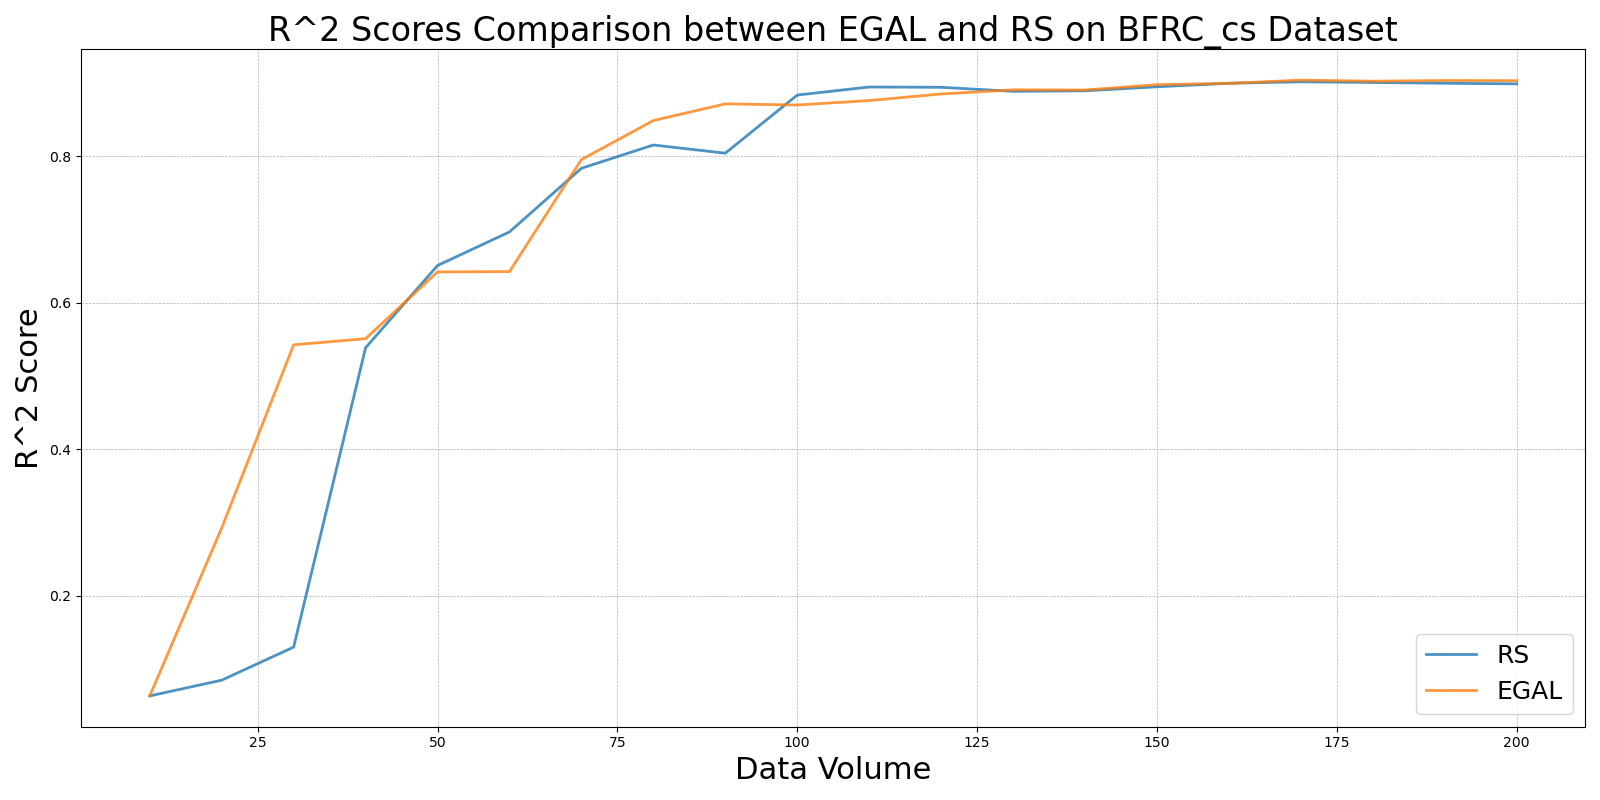 R^2 Scores Comparison between EGAL and RS on BFRC_cs Dataset
R^2 Score
0.8
0.6
0.4
0.2
RS
EGAL
25 50 75 100 125 150 175 200
Data Volume